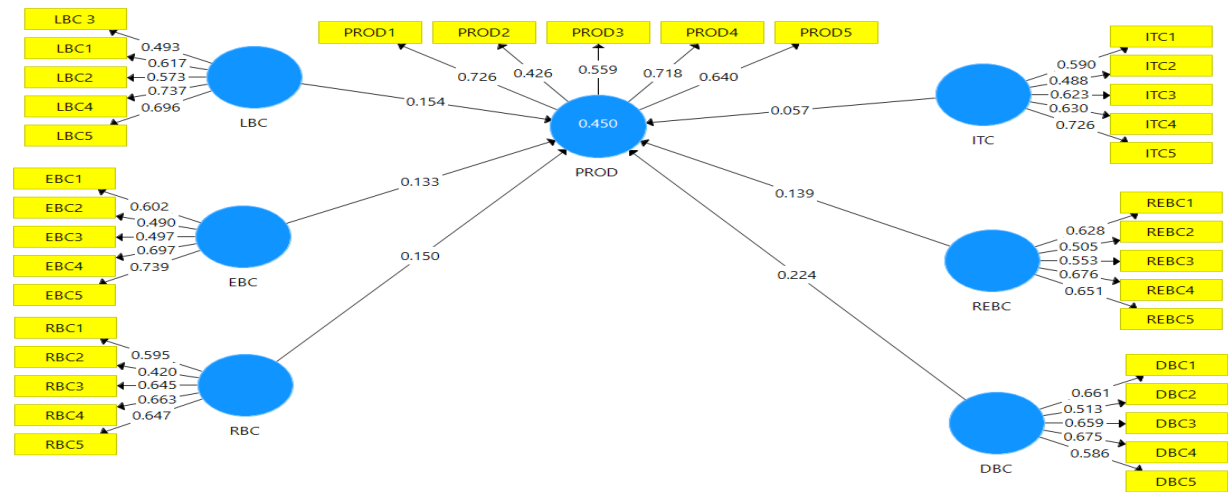 LBC 3
LBC1
LBC2
LBC4
LBC5
0.493
0.617
0.573
0.737
0.696
LBC
0.154
PROD1
PROD2
PROD3
PROD4
PROD5
0.726
0.426
0.559
0.718
0.640
0.450
PROD
ITC1
ITC2
ITC3
ITC4
ITC5
0.590
0.488
0.623
0.630
0.726
ITC
0.057
EBC1
EBC2
EBC3
EBC4
EBC5
0.602
0.490
0.497
0.697
0.739
EBC
0.133
REBC1
REBC2
REBC3
REBC4
REBC5
0.628
0.505
0.553
0.676
0.651
REBC
0.139
RBC1
RBC2
RBC3
RBC4
RBC5
0.595
0.420
0.645
0.663
0.647
RBC
0.150
DBC1
DBC2
DBC3
DBC4
DBC5
0.661
0.513
0.659
0.675
0.586
DBC
0.224